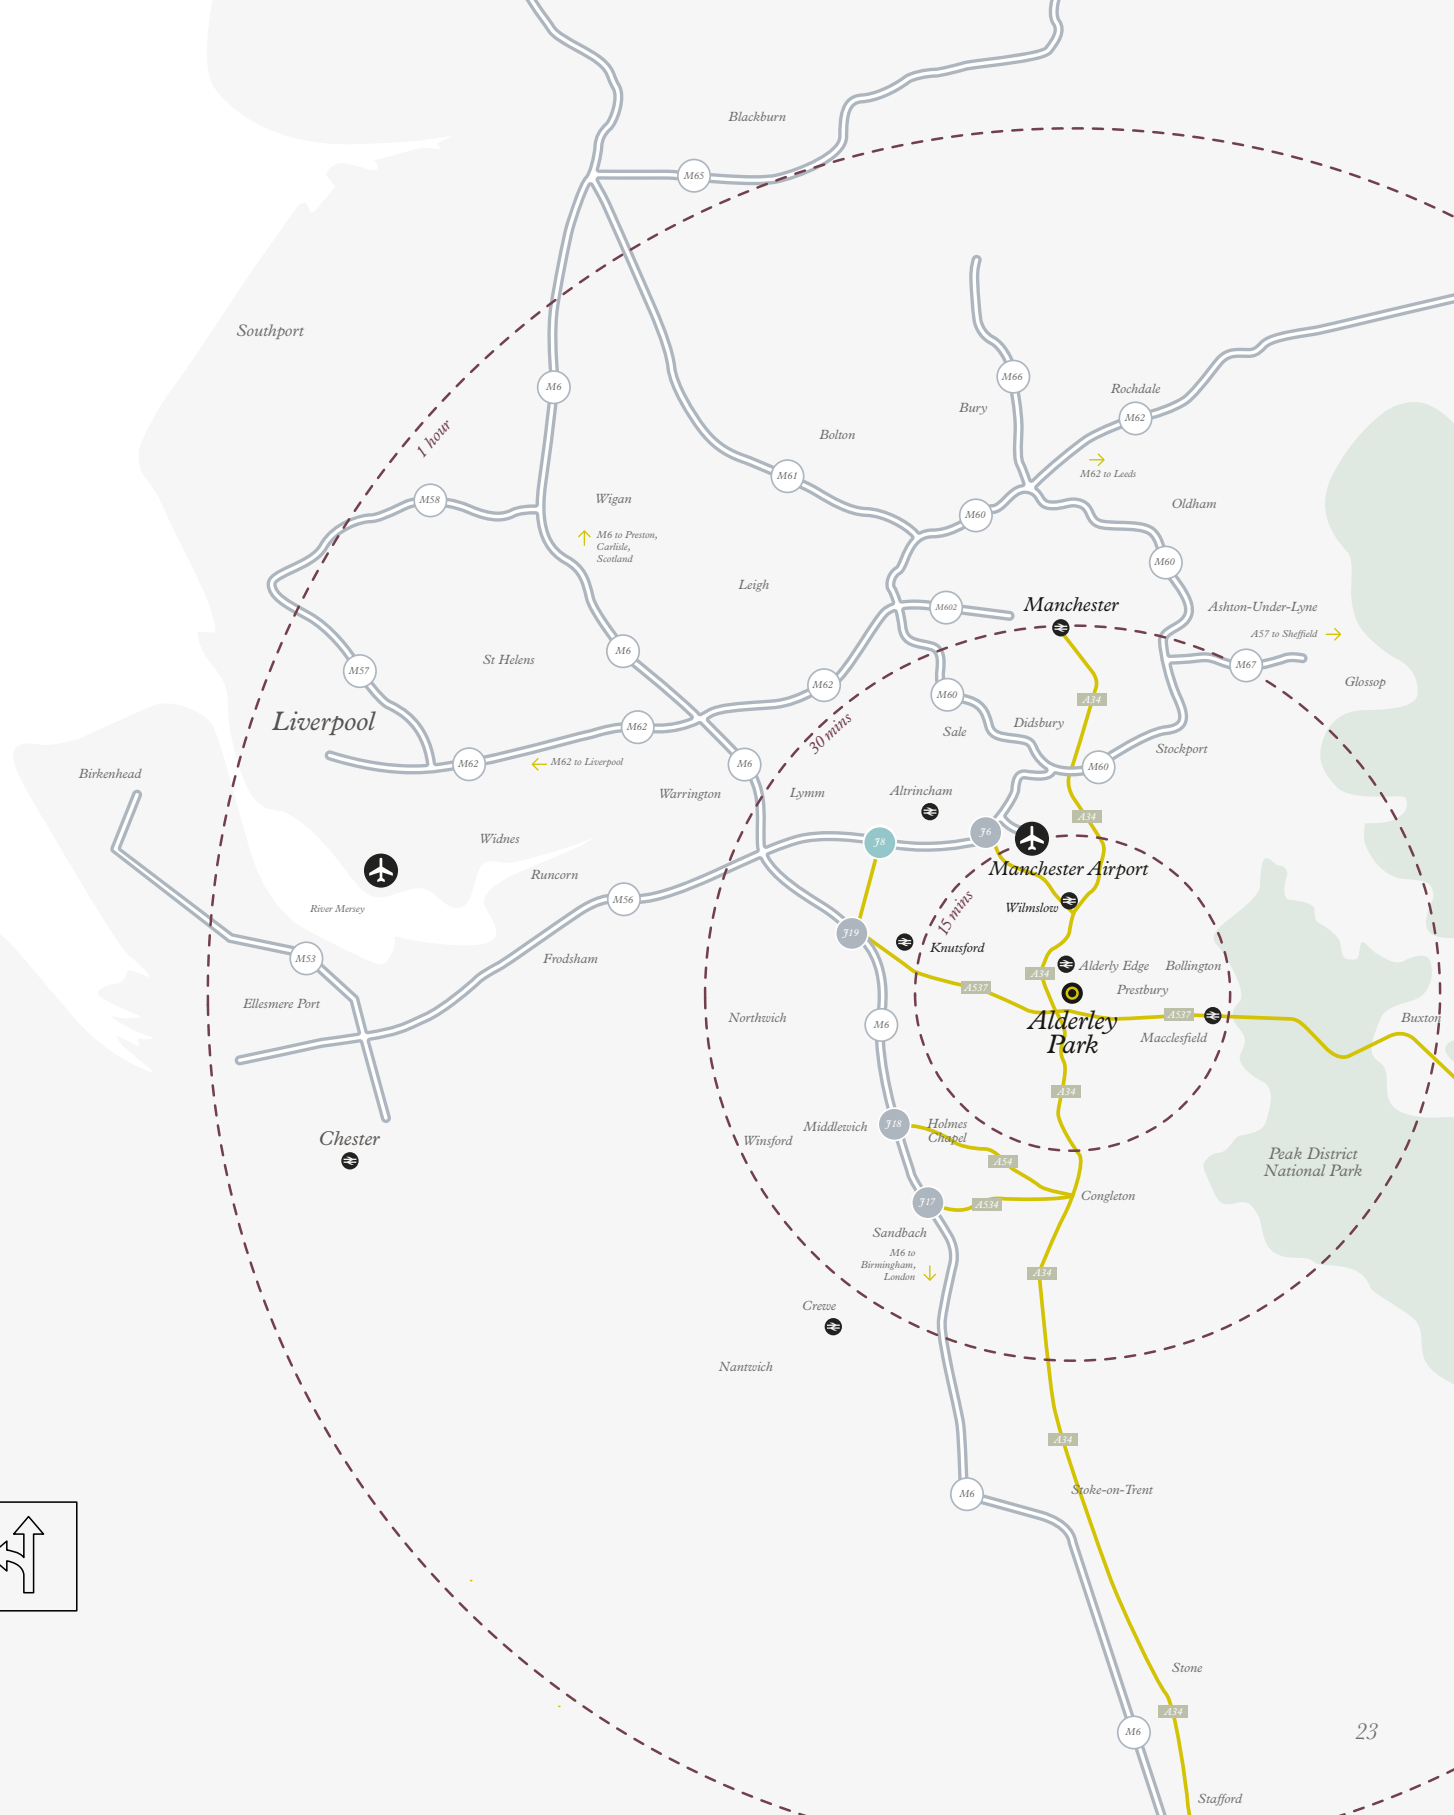 Blackburn
M65
Southport
M6
M66
Rochdale
Bury
M62
1 hour
Bolton
M62 to Leeds
M61
M58
Wigan
Oldham
M60
M6 to Preston,
Carlisle,
Scotland
M60
Leigh
Manchester
M602
Ashton-Under-Lyne
A57 to Sheffield
M6
St Helens
M57
M67
Glossop
M62
M60
A34
Liverpool
M62
30 mins
Sale
Didsbury
Stockport
M62
M62 to Liverpool
M6
M60
Birkenhead
Warrington
Lymm
Altrincham
A34
Widnes
J8
J6
Manchester Airport
Runcorn
M56
River Mersey
15 mins
Wilmslow
J19
Knutsford
M53
Frodsham
A34
Alderly Edge
Bollington
A537
Prestbury
Ellesmere Port
Northwich
M6
Alderley
Park
A537
Buxton
Macclesfield
A34
Chester
Winsford
Middlewich
J18
Holmes
Chapel
A54
Peak District
National Park
J17
A534
Congleton
Sandbach
M6 to
Birmingham,
London
A34
Crewe
Nantwich
A34
M6
Stoke-on-Trent
Stone
A34
M6
23
Stafford